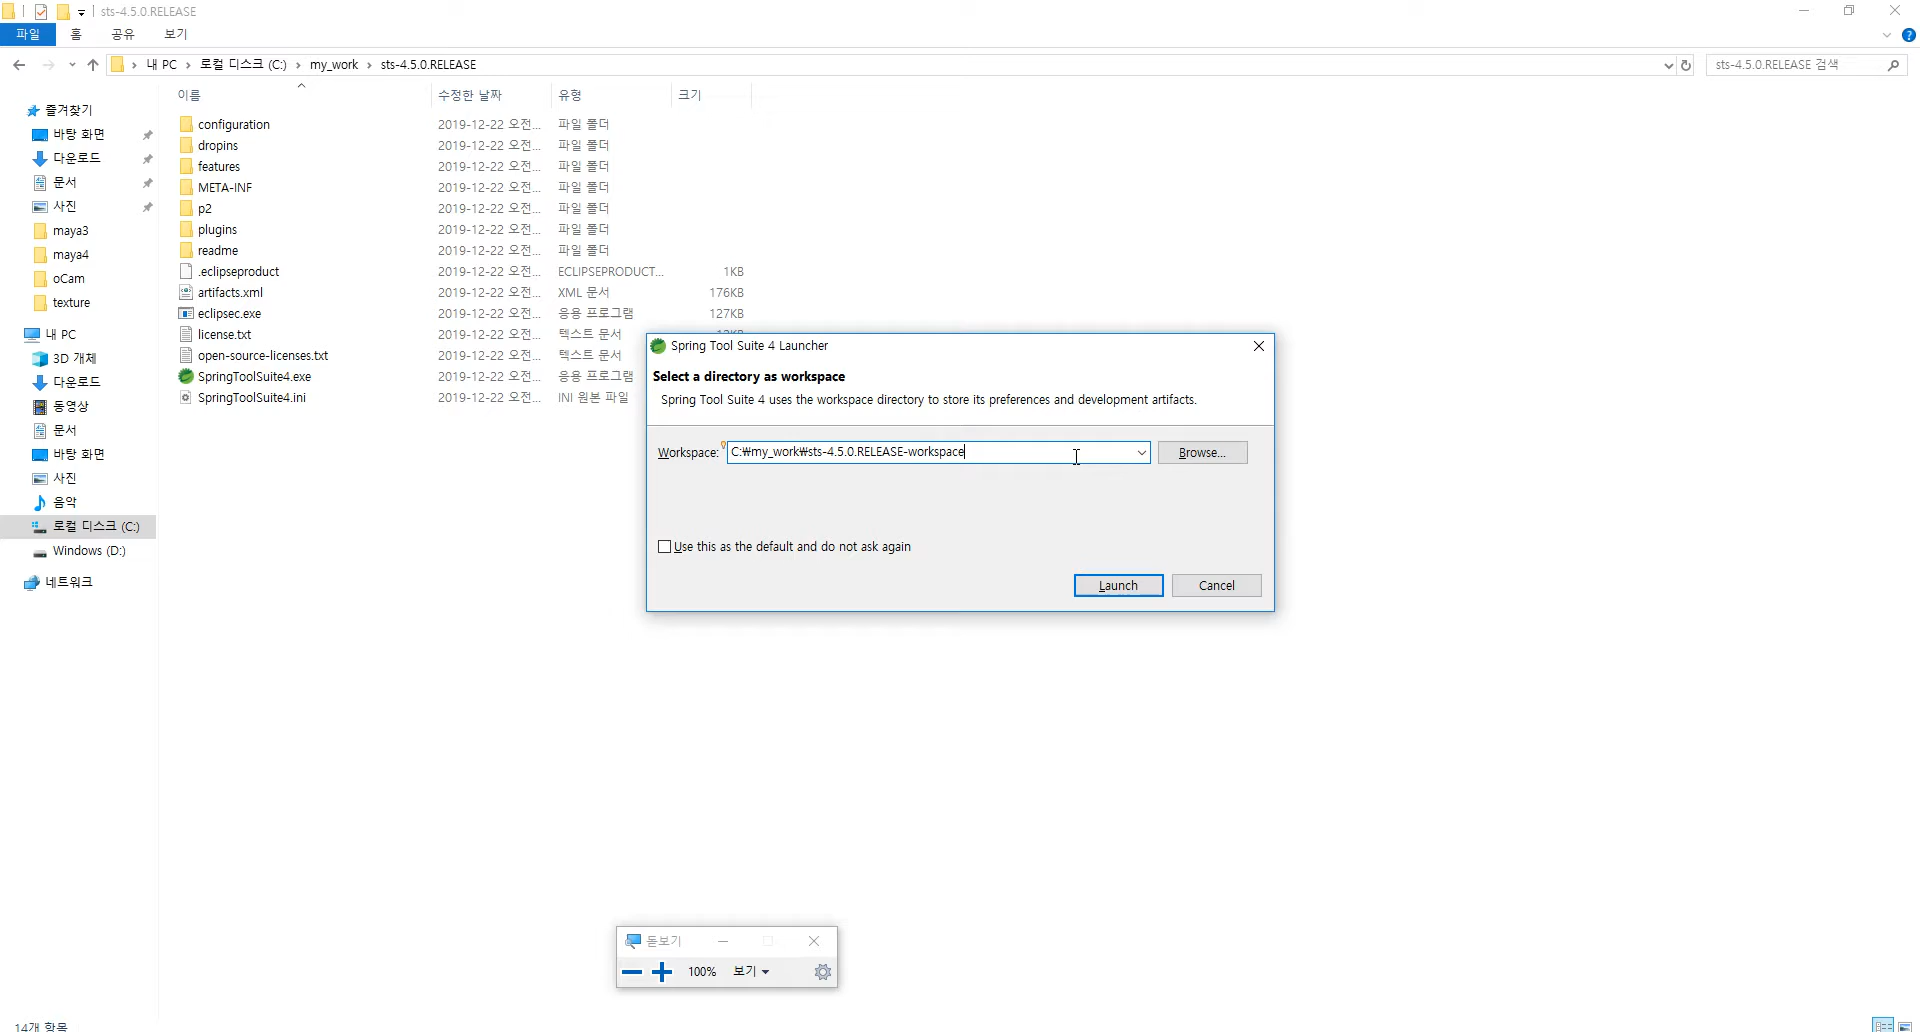 sts-4.5.0.RELEASE
파일 홈 공유 보기
내 PC 로컬 디스크 (C:) my_work sts-4.5.0.RELEASE
sts-4.5.0.RELEASE 검색
즐겨찾기
바탕 화면
다운로드
문서
사진
maya3
maya4
oCam
texture
내 PC
3D 개체
다운로드
동영상
문서
바탕 화면
사진
음악
로컬 디스크 (C:)
Windows (D:)
네트워크
이름 수정한 날짜 유형 크기
configuration 2019-12-22 오전... 파일 폴더
dropins 2019-12-22 오전... 파일 폴더
features 2019-12-22 오전... 파일 폴더
META-INF 2019-12-22 오전... 파일 폴더
p2 2019-12-22 오전... 파일 폴더
plugins 2019-12-22 오전... 파일 폴더
readme 2019-12-22 오전... 파일 폴더
.eclipseproduct 2019-12-22 오전... ECLIPSEPRODUCT... 1KB
artifacts.xml 2019-12-22 오전... XML 문서 176KB
eclipsec.exe 2019-12-22 오전... 응용 프로그램 127KB
license.txt 2019-12-22 오전... 텍스트 문서
open-source-licenses.txt 2019-12-22 오전... 텍스트 문서
SpringToolSuite4.exe 2019-12-22 오전... 응용 프로그램
SpringToolSuite4.ini 2019-12-22 오전... INI 원본 파일
Spring Tool Suite 4 Launcher
Select a directory as workspace
Spring Tool Suite 4 uses the workspace directory to store its preferences and development artifacts.
Workspace: C:₩my_work₩sts-4.5.0.RELEASE-workspace Browse...
Use this as the default and do not ask again
Launch Cancel
돋보기
100% 보기
14개 항목